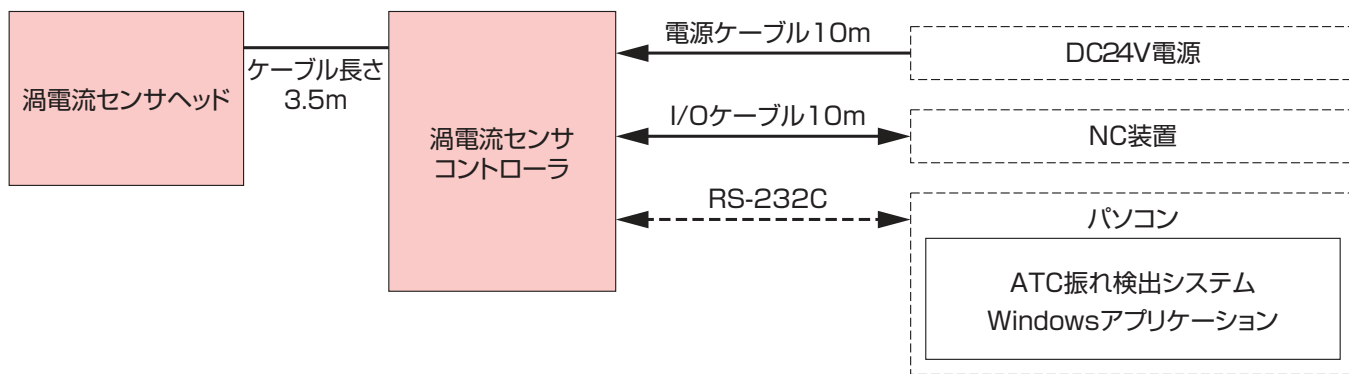 渦電流センサヘッド
ケーブル長さ
3.5m
渦電流センサ
コントローラ
電源ケーブル10m
DC24V電源
I/Oケーブル10m
NC装置
RS-232C
パソコン
ATC振れ検出システム
Windowsアプリケーション